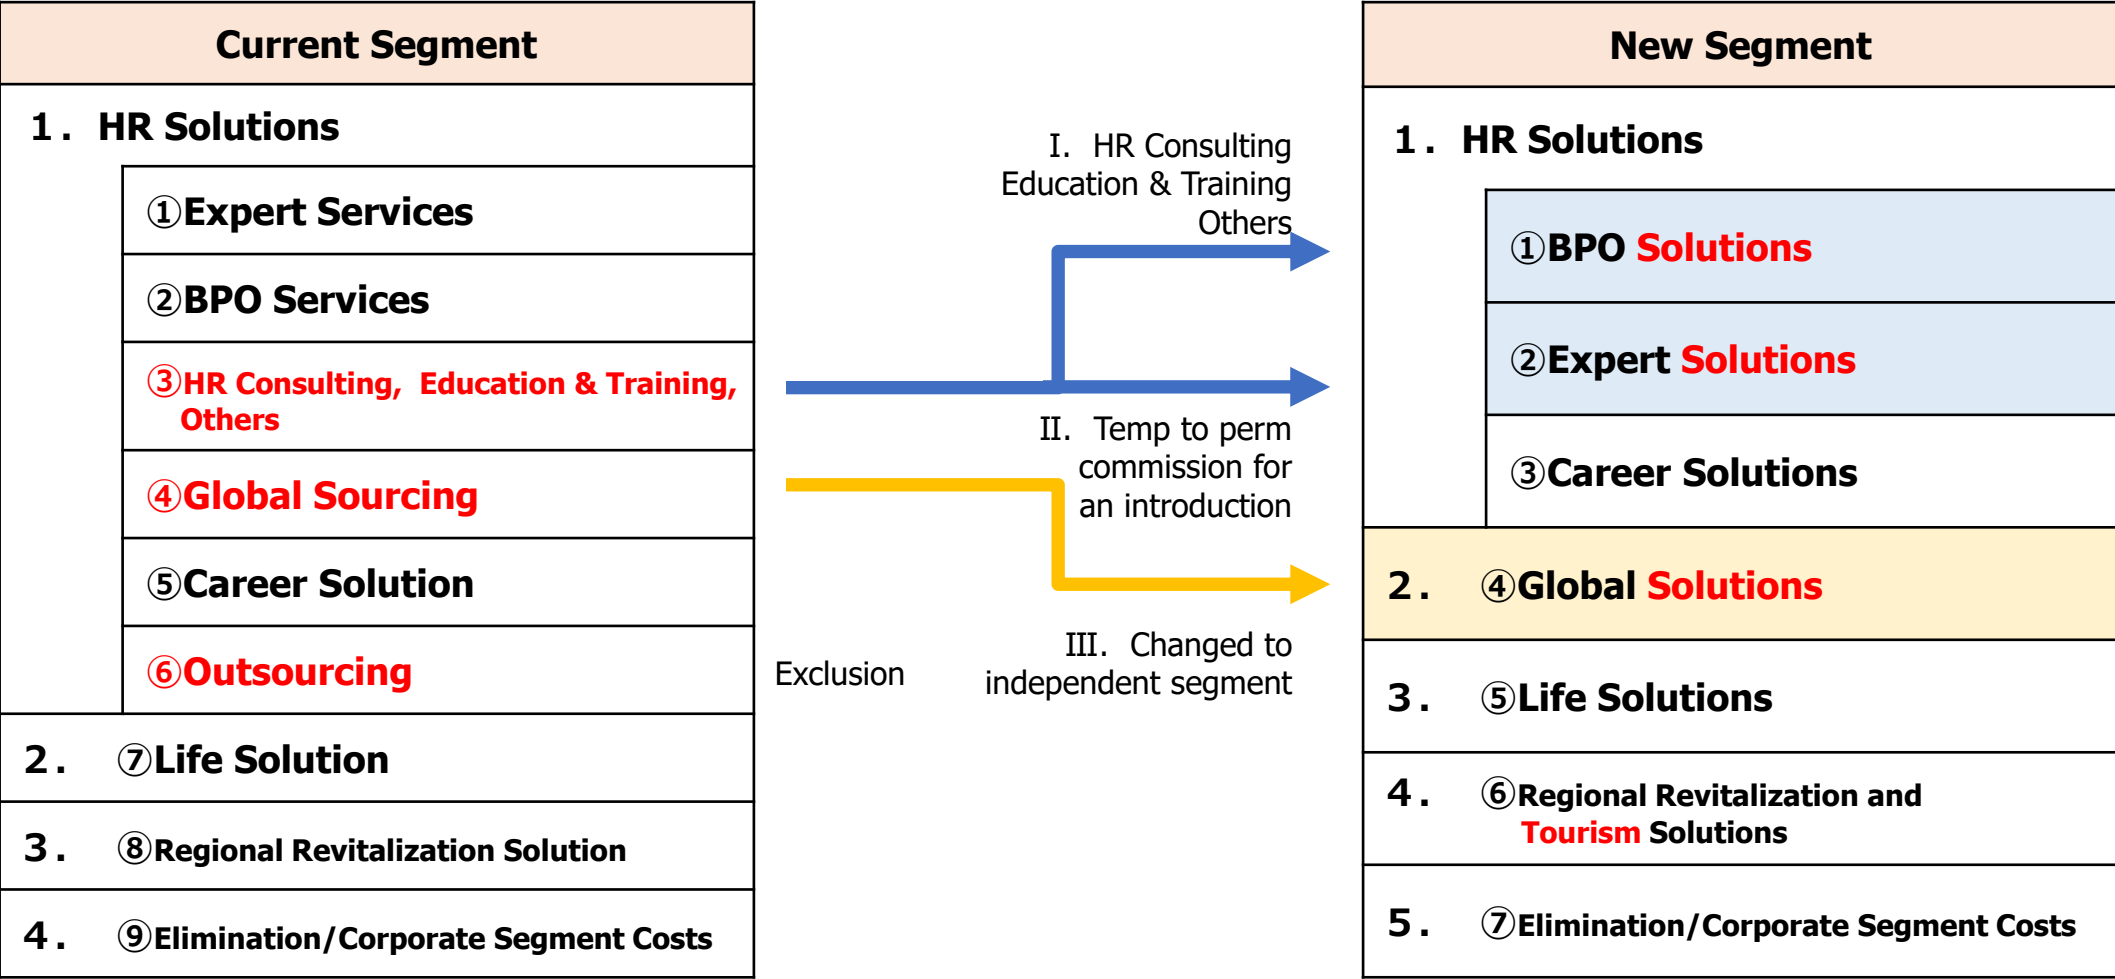 Current Segment
1. HR Solutions
①Expert Services
②BPO Services
③HR Consulting, Education & Training,
Others
④Global Sourcing
⑤Career Solution
⑥Outsourcing
2. ⑦Life Solution
3. ⑧Regional Revitalization Solution
4. ⑨Elimination/Corporate Segment Costs
I. HR Consulting
Education & Training
Others
II. Temp to perm
commission for
an introduction
Exclusion
III. Changed to
independent segment
New Segment
1. HR Solutions
①BPO Solutions
②Expert Solutions
③Career Solutions
2. ④Global Solutions
3. ⑤Life Solutions
4. ⑥Regional Revitalization and
Tourism Solutions
5. ⑦Elimination/Corporate Segment Costs